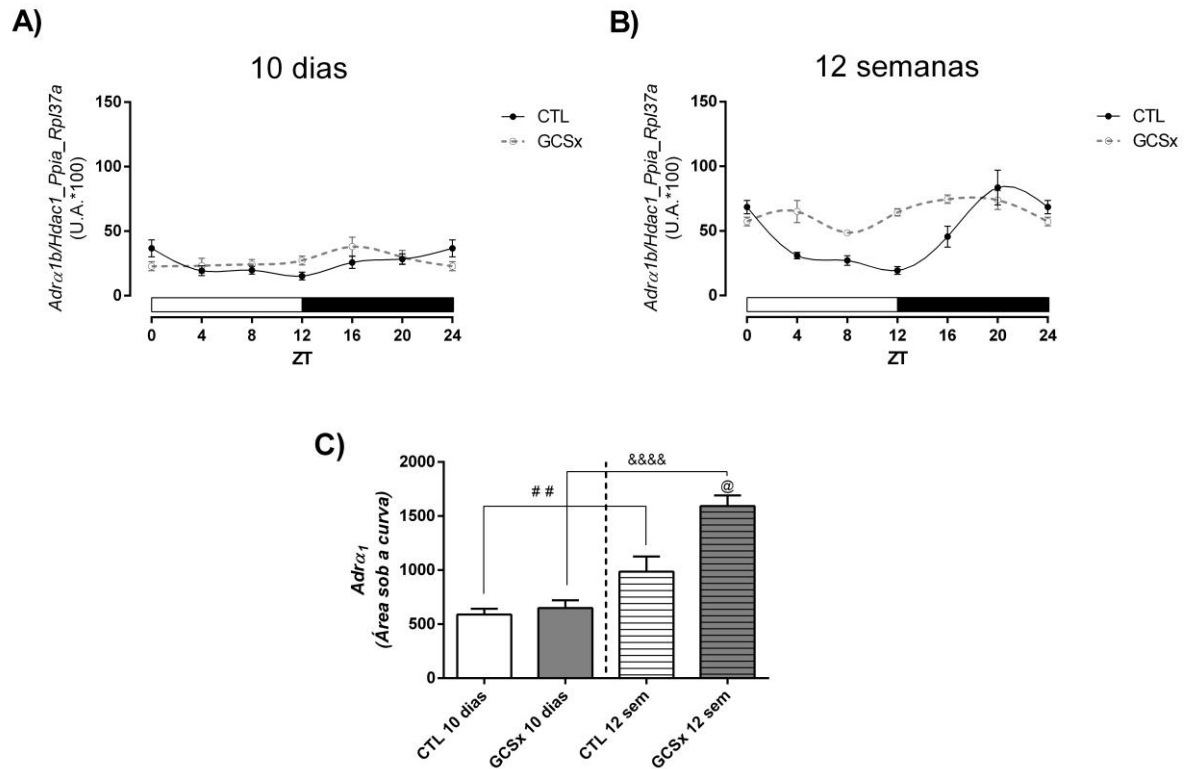 A)
10 dias
Adrα1b/Hdac1_Ppia_Rpl37a
(U.A.*100)
150
100
50
0
CTL
GCSx
0 4 8 12 16 20 24
ZT
B)
12 semanas
Adrα1b/Hdac1_Ppia_Rpl37a
(U.A.*100)
150
100
50
0
CTL
GCSx
0 4 8 12 16 20 24
ZT
C)
Adrα1
(Área sob a curva)
2000
1500
1000
500
0
&&&&
# #
@
CTL 10 dias
GCSx 10 dias
CTL 12 sem
GCSx 12 sem